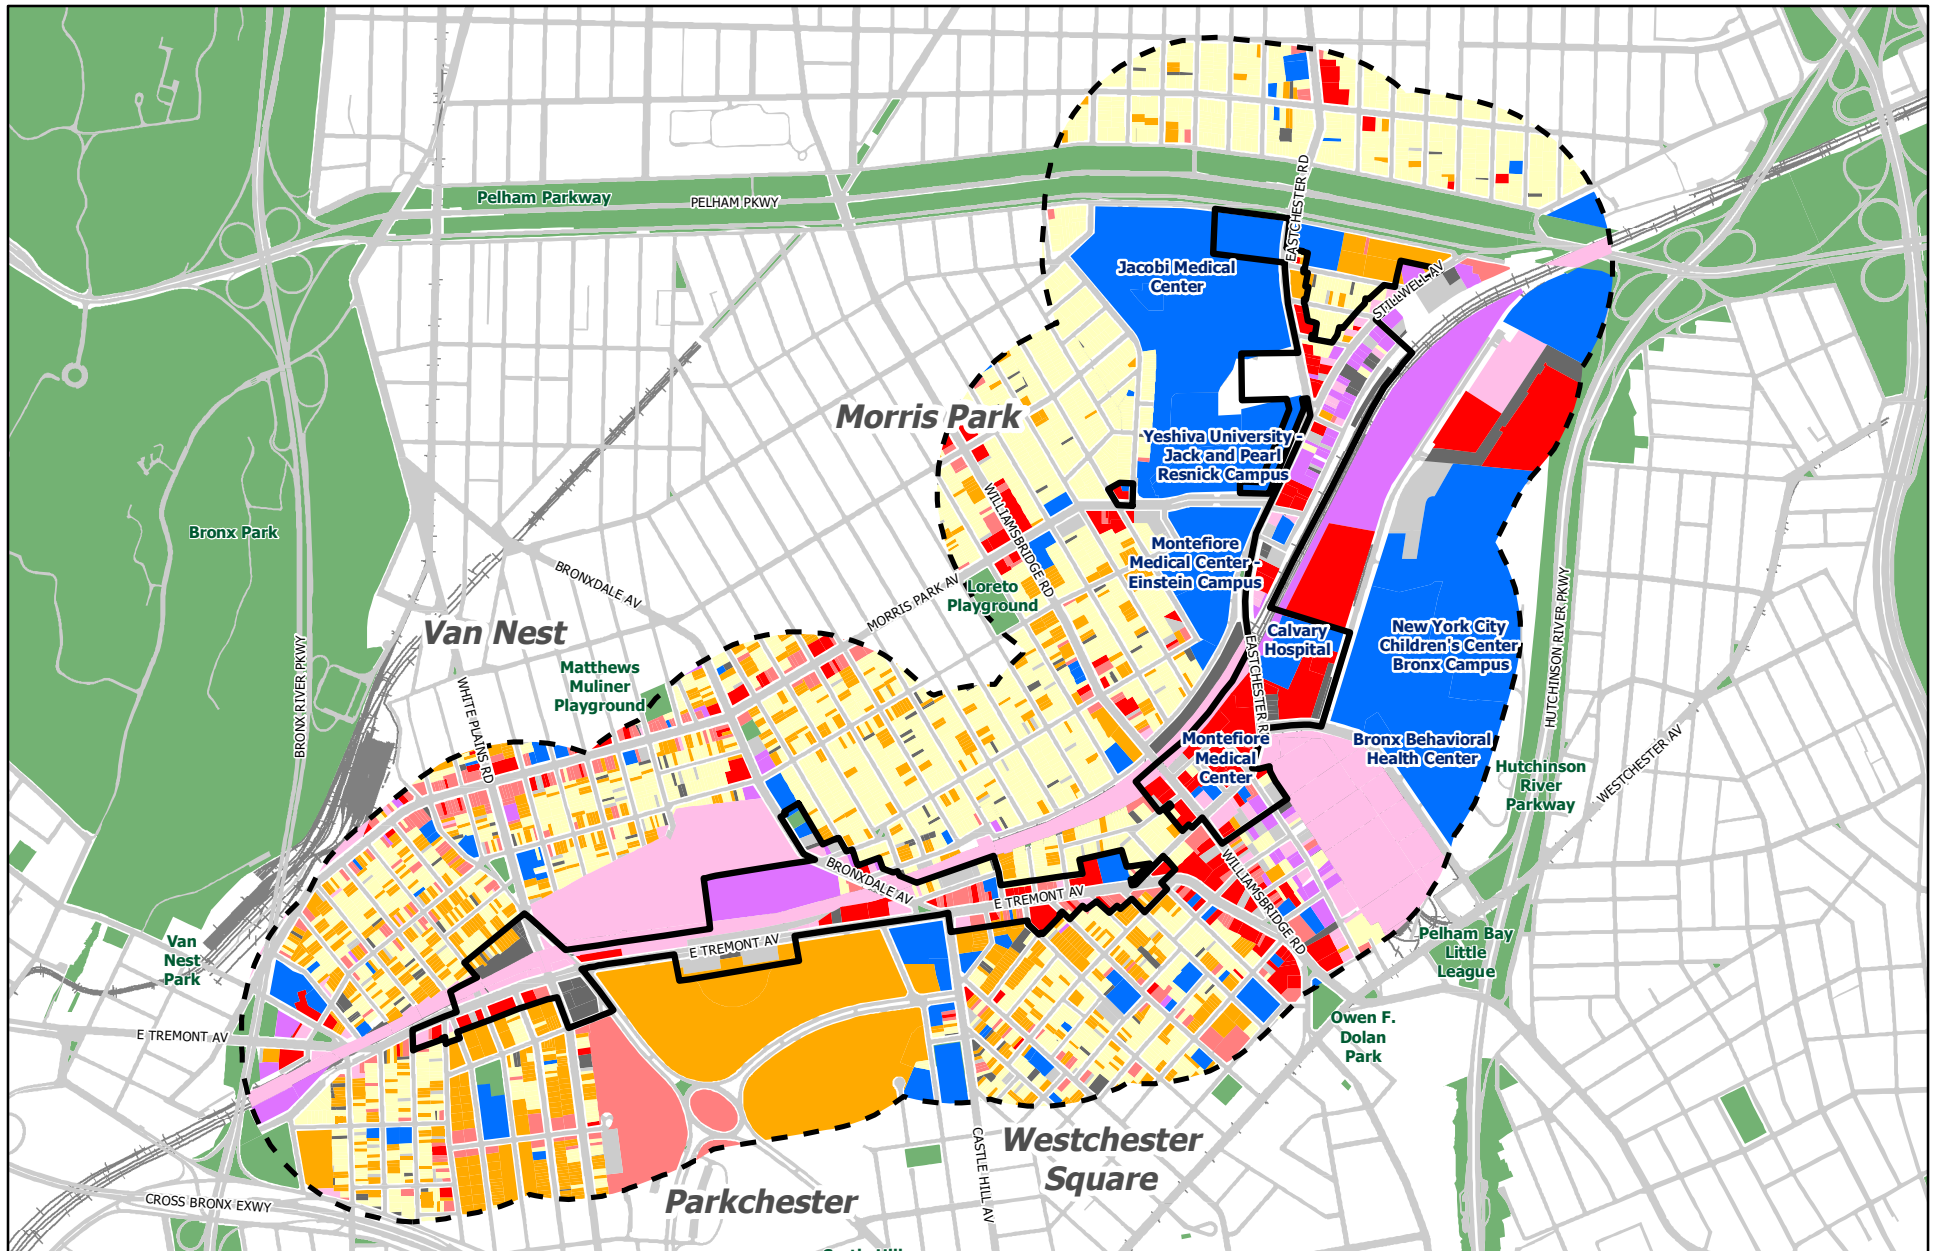 Pelham Parkway
PELHAM PKWY
EASTCHESTER RD
Jacobi Medical
Center
STILLWELL AV
Morris Park
Yeshiva University -
Jack and Pearl
Resnick Campus
WILLIAMSBRIDGE RD
Bronx Park
Montefiore
Medical Center -
Einstein Campus
BRONXDALE AV
MORRIS PARK AV
Loreto
Playground
HUTCHINSON RIVER PKWY
Van Nest
Calvary
Hospital
New York City
Children's Center
Bronx Campus
BRONX RIVER PKWY
Matthews
Muliner
Playground
WHITE PLAINS RD
EASTCHESTER R
Montefiore
Medical
Center
Bronx Behavioral
Health Center
WESTCHESTER AV
Hutchinson
River
Parkway
BRONXDALE AV
E TREMONT AV
WILLIAMSBRIDGE RD
Van
Nest
Park
E TREMONT AV
Pelham Bay
Little
League
E TREMONT AV
Owen F.
Dolan
Park
Westchester
Square
CASTLE HILL AV
Parkchester
CROSS BRONX EXWY